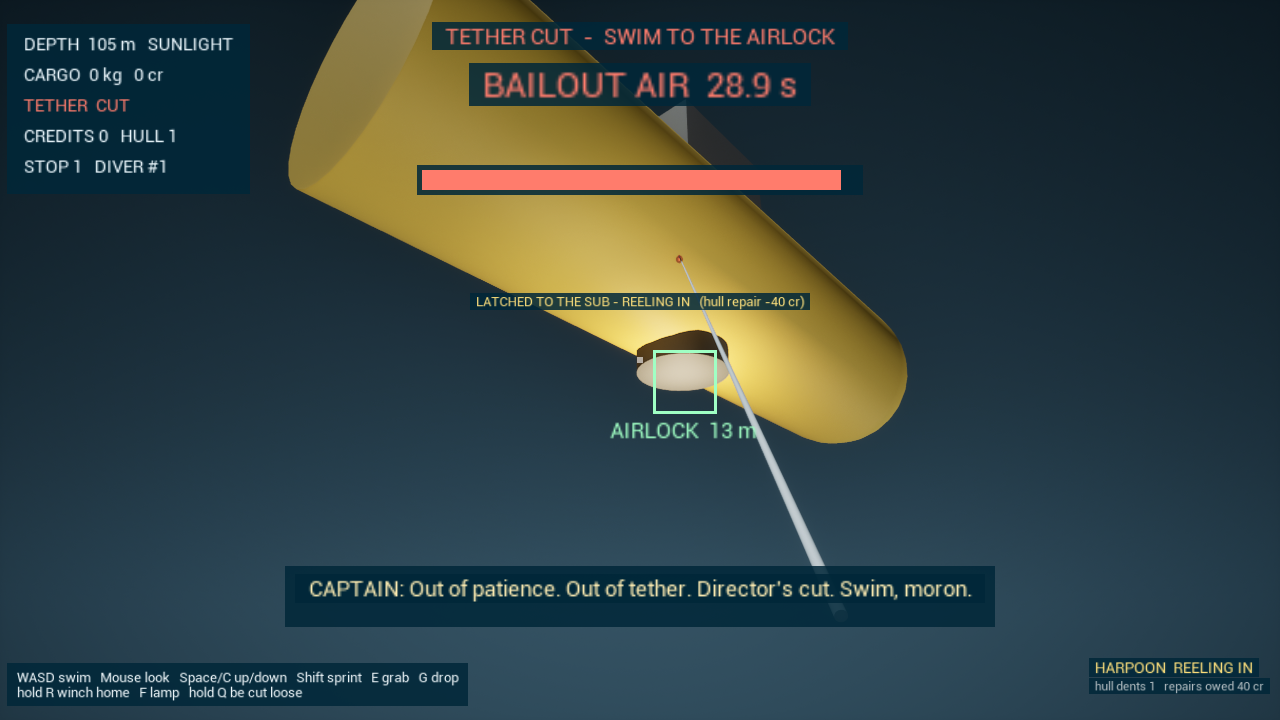 DEPTH 105 m SUNLIGHT
CARGO 0 kg 0 cr
TETHER CUT
CREDITS 0 HULL 1
STOP 1 DIVER #1
TETHER CUT - SWIM TO THE AIRLOCK
BAILOUT AIR 28.9 s
LATCHED TO THE SUB - REELING IN (hull repair -40 cr)
AIRLOCK 13 m
CAPTAIN: Out of patience. Out of tether. Director's cut. Swim, moron.
WASD swim Mouse look Space/C up/down Shift sprint E grab G drop
hold R winch home F lamp hold Q be cut loose
HARPOON REELING IN
hull dents 1 repairs owed 40 cr